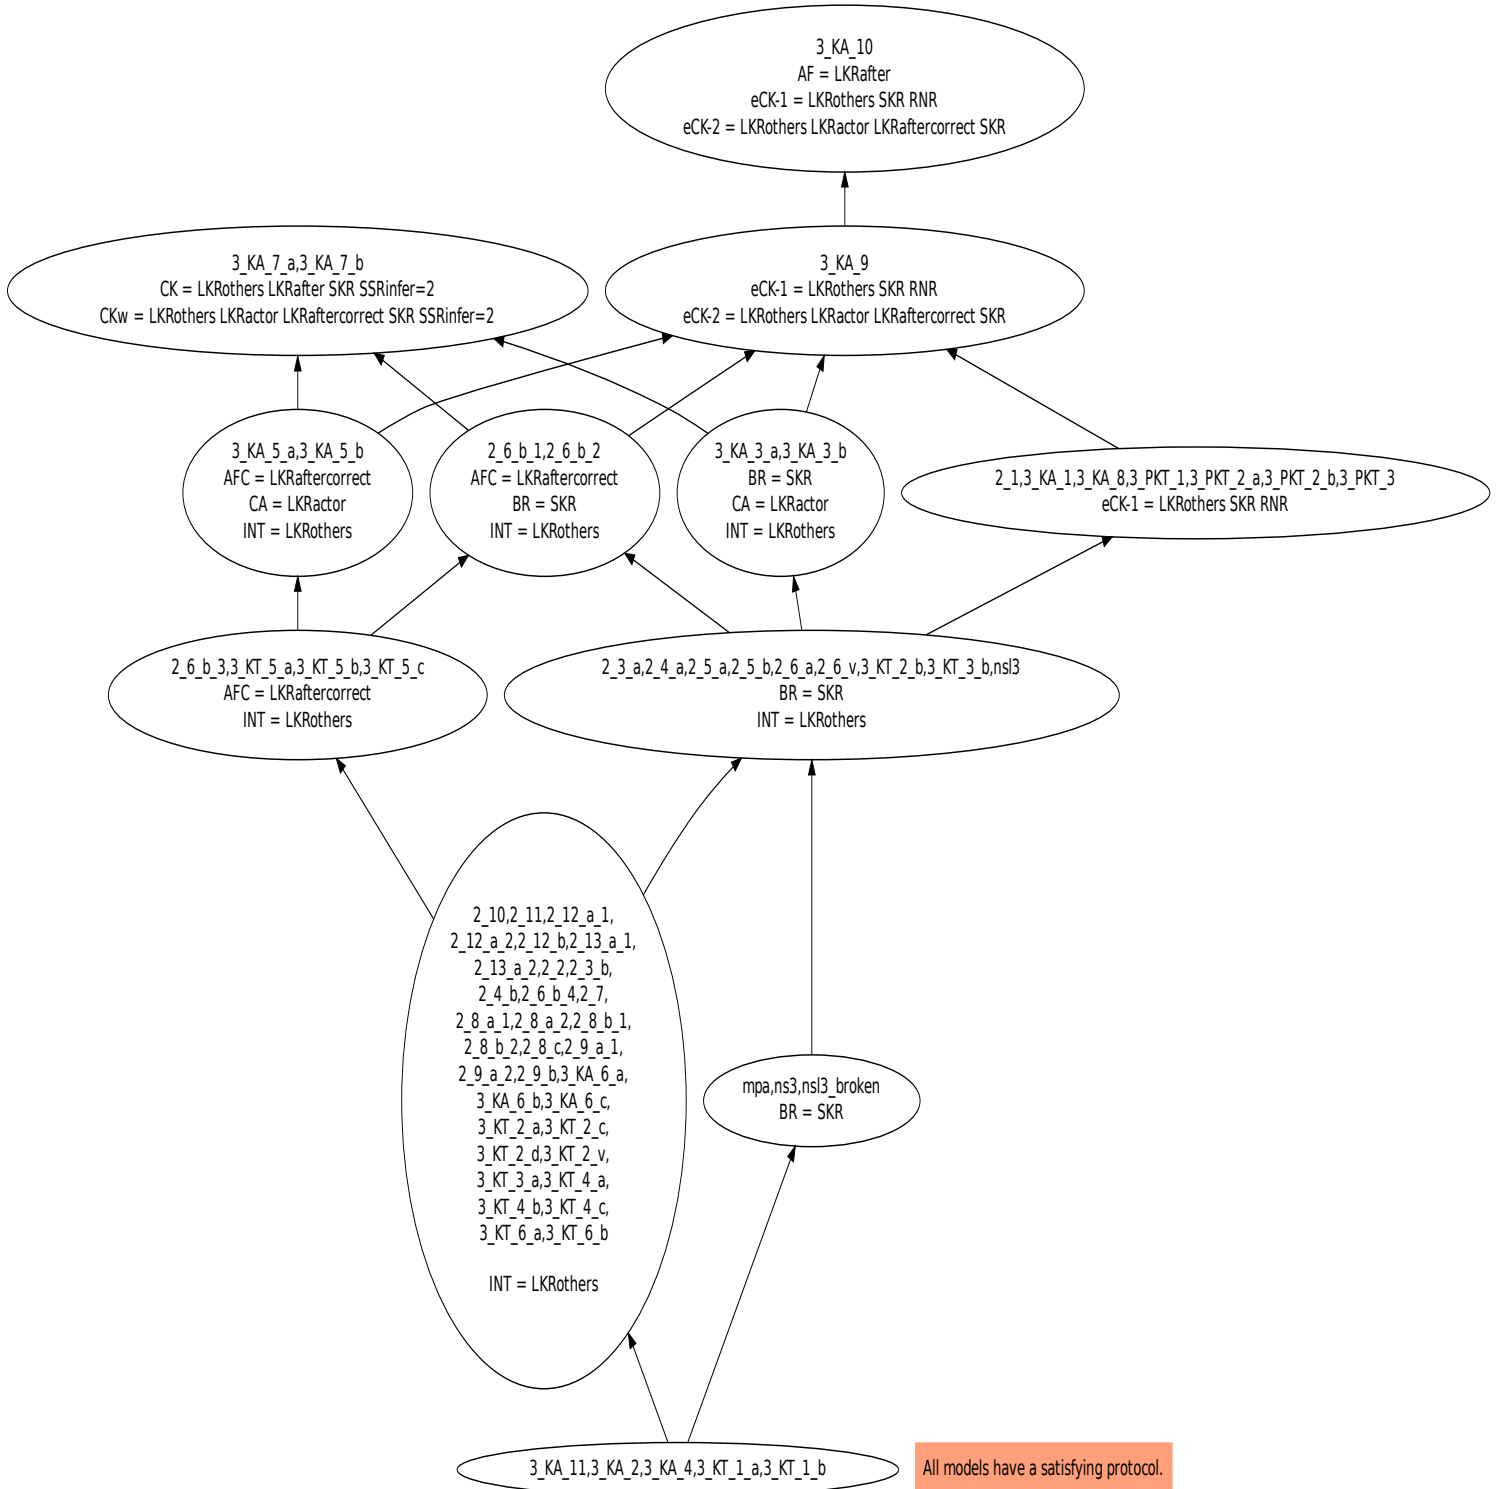 3_KA_10
AF = LKRafter
eCK-1 = LKRothers SKR RNR
eCK-2 = LKRothers LKRactor LKRaftercorrect SKR
3_KA_7_a,3_KA_7_b
CK = LKRothers LKRafter SKR SSRinfer=2
CKw = LKRothers LKRactor LKRaftercorrect SKR SSRinfer=2
3_KA_9
eCK-1 = LKRothers SKR RNR
eCK-2 = LKRothers LKRactor LKRaftercorrect SKR
3_KA_5_a,3_KA_5_b
AFC = LKRaftercorrect
CA = LKRactor
INT = LKRothers
2_6_b_1,2_6_b_2
AFC = LKRaftercorrect
BR = SKR
INT = LKRothers
3_KA_3_a,3_KA_3_b
BR = SKR
CA = LKRactor
INT = LKRothers
2_1,3_KA_1,3_KA_8,3_PKT_1,3_PKT_2_a,3_PKT_2_b,3_PKT_3
eCK-1 = LKRothers SKR RNR
2_6_b_3,3_KT_5_a,3_KT_5_b,3_KT_5_c
AFC = LKRaftercorrect
INT = LKRothers
2_3_a,2_4_a,2_5_a,2_5_b,2_6_a,2_6_v,3_KT_2_b,3_KT_3_b,nsl3
BR = SKR
INT = LKRothers
2_10,2_11,2_12_a_1,
2_12_a_2,2_12_b,2_13_a_1,
2_13_a_2,2_2,2_3_b,
2_4_b,2_6_b_4,2_7,
2_8_a_1,2_8_a_2,2_8_b_1,
2_8_b_2,2_8_c,2_9_a_1,
2_9_a_2,2_9_b,3_KA_6_a,
3_KA_6_b,3_KA_6_c,
3_KT_2_a,3_KT_2_c,
3_KT_2_d,3_KT_2_v,
3_KT_3_a,3_KT_4_a,
3_KT_4_b,3_KT_4_c,
3_KT_6_a,3_KT_6_b
INT = LKRothers
mpa,ns3,nsl3_broken
BR = SKR
3_KA_11,3_KA_2,3_KA_4,3_KT_1_a,3_KT_1_b
All models have a satisfying protocol.